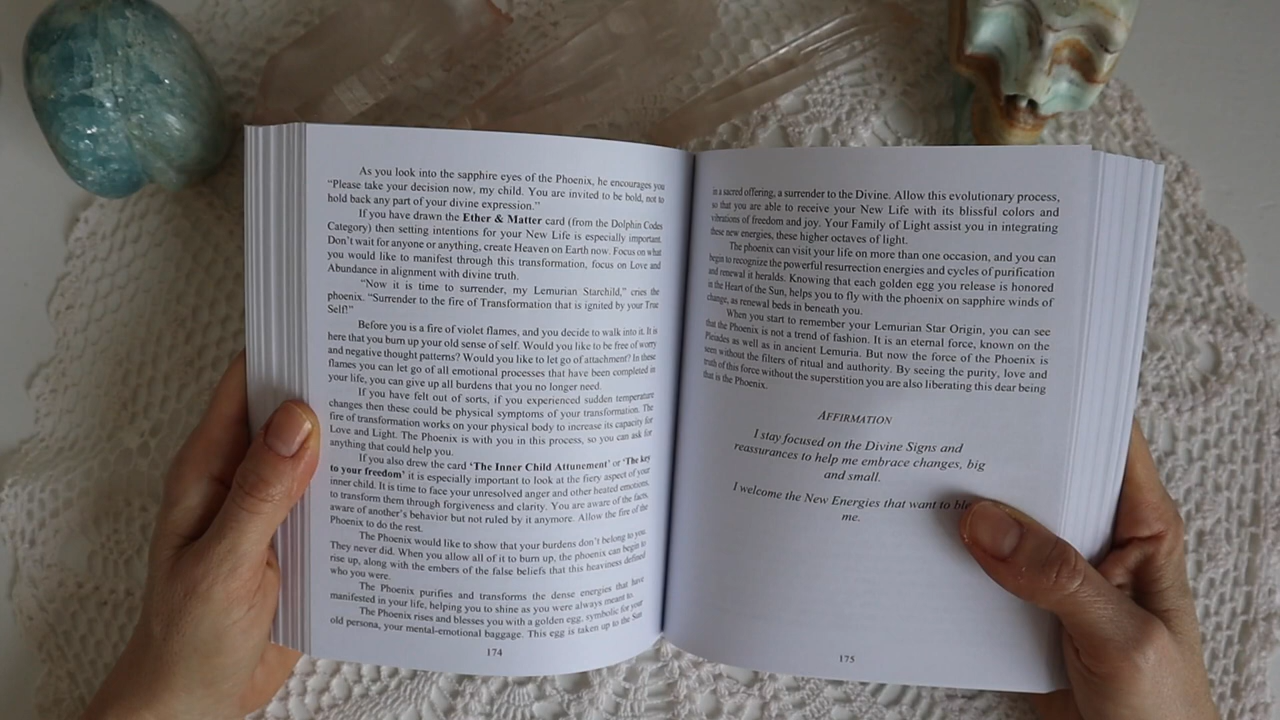 As you look into the sapphire eyes of the Phoenix, he encourages you
“Please take your decision now, my child. You are invited to be bold, not to
hold back any part of your divine expression.”
If you have drawn the Ether & Matter card (from the Dolphin Codes
Category) then setting intentions for your New Life is especially important.
Don’t wait for anyone or anything, create Heaven on Earth now. Focus on what
you would like to manifest through this transformation, focus on Love and
Abundance in alignment with divine truth.
“Now it is time to surrender, my Lemurian Starchild,” cries the
phoenix. “Surrender to the fire of Transformation that is ignited by your True
Self!”
Before you is a fire of violet flames, and you decide to walk into it. It is
here that you burn up your old sense of self. Would you like to be free of worry
and negative thought patterns? Would you like to let go of attachment? In these
flames you can let go of all emotional processes that have been completed in
your life, you can give up all burdens that you no longer need.
If you have felt out of sorts, if you experienced sudden temperature
changes then these could be physical symptoms of your transformation. The
fire of transformation works on your physical body to increase its capacity for
Love and Light. The Phoenix is with you in this process, so you can ask for
anything that could help you.
If you also drew the card ‘The Inner Child Attunement’ or ‘The key
to your freedom’ it is especially important to look at the fiery aspect of your
inner child. It is time to face your unresolved anger and other heated emotions,
to transform them through forgiveness and clarity. You are aware of the facts,
aware of another’s behavior but not ruled by it anymore. Allow the fire of the
Phoenix to do the rest.
The Phoenix would like to show that your burdens don’t belong to you.
They never did. When you allow all of it to burn up, the phoenix can begin to
rise up, along with the embers of the false beliefs that this heaviness defined
who you were.
The Phoenix purifies and transforms the dense energies that have
manifested in your life, helping you to shine as you were always meant to.
The Phoenix rises and blesses you with a golden egg, symbolic for your
old persona, your mental-emotional baggage. This egg is taken up to the Sun
174
in a sacred offering, a surrender to the Divine. Allow this evolutionary process,
so that you are able to receive your New Life with its blissful colors and
vibrations of freedom and joy. Your Family of Light assist you in integrating
these new energies, these higher octaves of light.
The phoenix can visit your life on more than one occasion, and you can
begin to recognize the powerful resurrection energies and cycles of purification
and renewal it heralds. Knowing that each golden egg you release is honored
in the Heart of the Sun, helps you to fly with the phoenix on sapphire winds of
change, as renewal beds in beneath you.
When you start to remember your Lemurian Star Origin, you can see
that the Phoenix is not a trend of fashion. It is an eternal force, known on the
Pleiades as well as in ancient Lemuria. But now the force of the Phoenix is
seen without the filters of ritual and authority. By seeing the purity, love and
truth of this force without the superstition you are also liberating this dear being
that is the Phoenix.
AFFIRMATION
I stay focused on the Divine Signs and
reassurances to help me embrace changes, big
and small.
I welcome the New Energies that want to
me.
175